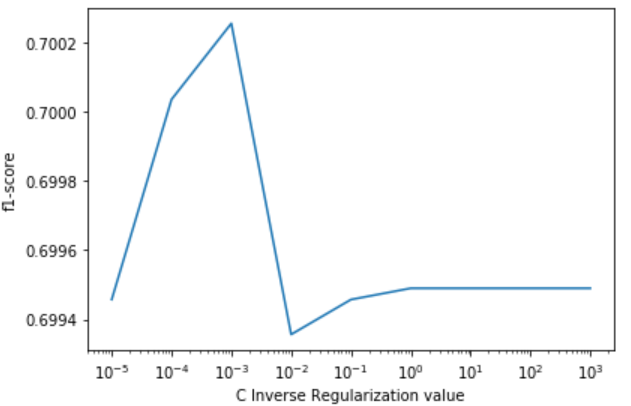 0.7002
0.7000
0.6998
0.6996
0.6994
f1-score
10⁻⁵ 10⁻⁴ 10⁻³ 10⁻² 10⁻¹ 10⁰ 10¹ 10² 10³
C Inverse Regularization value